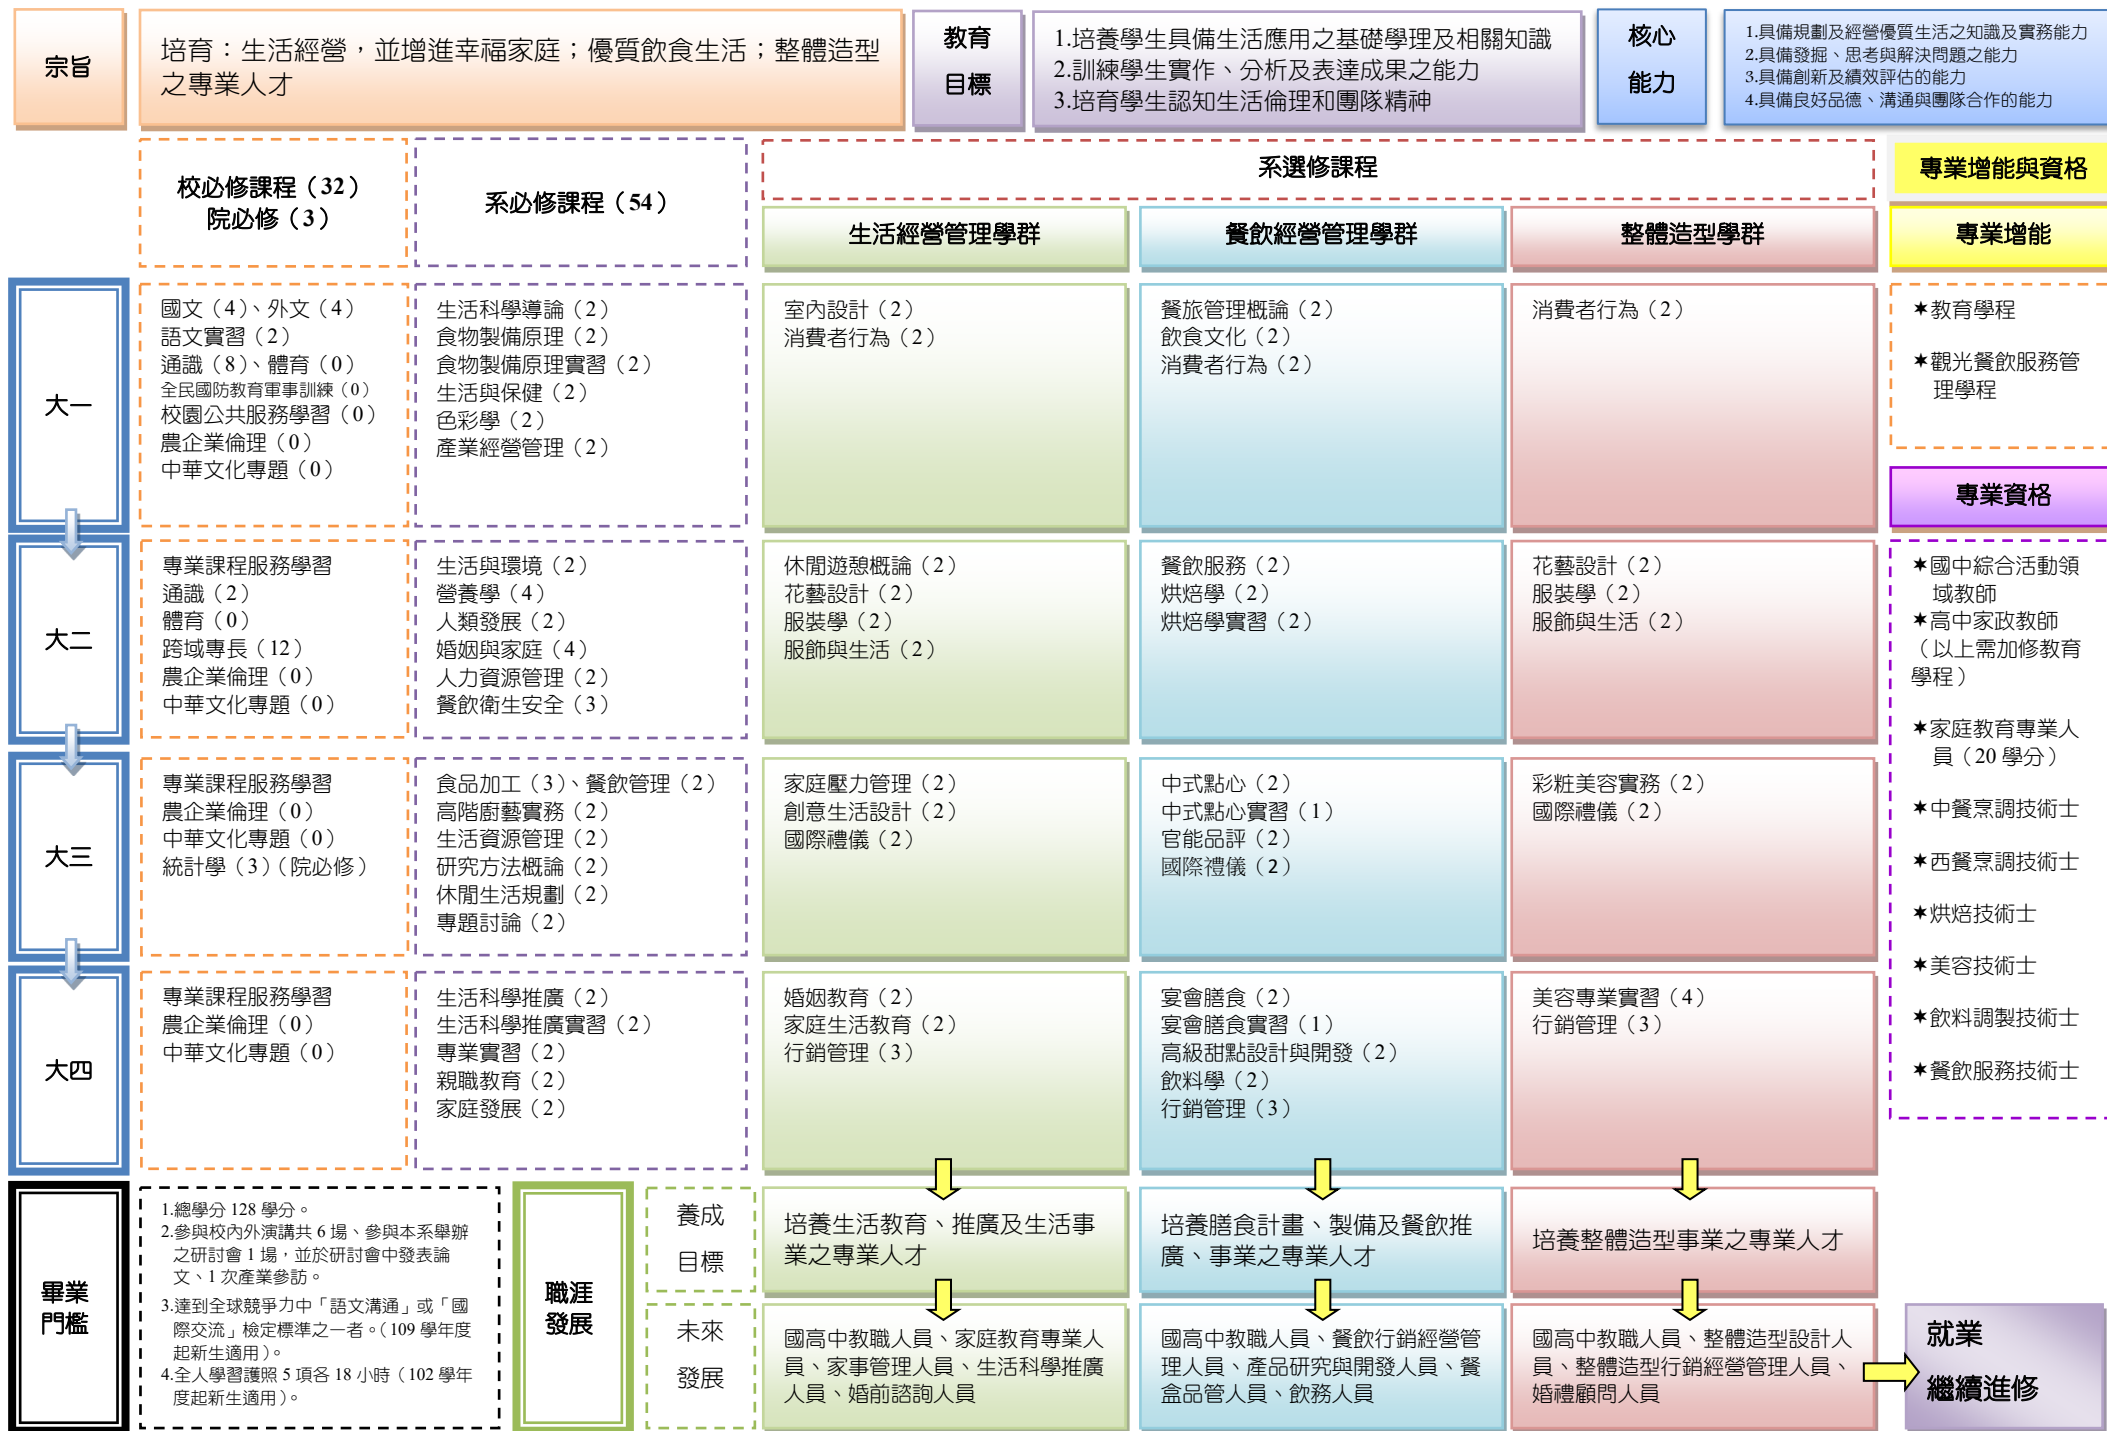 宗旨
培育：生活經營，並增進幸福家庭；優質飲食生活；整體造型
之專業人才
教育
目標
1.培養學生具備生活應用之基礎學理及相關知識
2.訓練學生實作、分析及表達成果之能力
3.培育學生認知生活倫理和團隊精神
核心
能力
1.具備規劃及經營優質生活之知識及實務能力
2.具備發掘、思考與解決問題之能力
3.具備創新及績效評估的能力
4.具備良好品德、溝通與團隊合作的能力
校必修課程（32）
院必修（3）
系必修課程（54）
系選修課程
生活經營管理學群
餐飲經營管理學群
整體造型學群
專業增能與資格
專業增能
大一
國文（4）、外文（4）
語文實習（2）
通識（8）、體育（0）
全民國防教育軍事訓練（0）
校園公共服務學習（0）
農企業倫理（0）
中華文化專題（0）
生活科學導論（2）
食物製備原理（2）
食物製備原理實習（2）
生活與保健（2）
色彩學（2）
產業經營管理（2）
室內設計（2）
消費者行為（2）
餐旅管理概論（2）
飲食文化（2）
消費者行為（2）
消費者行為（2）
★教育學程
★觀光餐飲服務管
理學程
專業資格
大二
專業課程服務學習
通識（2）
體育（0）
跨域專長（12）
農企業倫理（0）
中華文化專題（0）
生活與環境（2）
營養學（4）
人類發展（2）
婚姻與家庭（4）
人力資源管理（2）
餐飲衛生安全（3）
休閒遊憩概論（2）
花藝設計（2）
服裝學（2）
服飾與生活（2）
餐飲服務（2）
烘焙學（2）
烘焙學實習（2）
花藝設計（2）
服裝學（2）
服飾與生活（2）
★國中綜合活動領
域教師
★高中家政教師
（以上需加修教育
學程）
★家庭教育專業人
員（20 學分）
★中餐烹調技術士
★西餐烹調技術士
★烘焙技術士
★美容技術士
★飲料調製技術士
★餐飲服務技術士
大三
專業課程服務學習
農企業倫理（0）
中華文化專題（0）
統計學（3）（院必修）
食品加工（3）、餐飲管理（2）
高階廚藝實務（2）
生活資源管理（2）
研究方法概論（2）
休閒生活規劃（2）
專題討論（2）
家庭壓力管理（2）
創意生活設計（2）
國際禮儀（2）
中式點心（2）
中式點心實習（1）
官能品評（2）
國際禮儀（2）
彩粧美容實務（2）
國際禮儀（2）
大四
專業課程服務學習
農企業倫理（0）
中華文化專題（0）
生活科學推廣（2）
生活科學推廣實習（2）
專業實習（2）
親職教育（2）
家庭發展（2）
婚姻教育（2）
家庭生活教育（2）
行銷管理（3）
宴會膳食（2）
宴會膳食實習（1）
高級甜點設計與開發（2）
飲料學（2）
行銷管理（3）
美容專業實習（4）
行銷管理（3）
畢業
門檻
1.總學分 128 學分。
2.參與校內外演講共 6 場、參與本系舉辦
之研討會 1 場，並於研討會中發表論
文、1 次產業參訪。
3.達到全球競爭力中「語文溝通」或「國
際交流」檢定標準之一者。（109 學年度
起新生適用）。
4.全人學習護照 5 項各 18 小時（102 學年
度起新生適用）。
職涯
發展
養成
目標
培養生活教育、推廣及生活事
業之專業人才
培養膳食計畫、製備及餐飲推
廣、事業之專業人才
培養整體造型事業之專業人才
未來
發展
國高中教職人員、家庭教育專業人
員、家事管理人員、生活科學推廣
人員、婚前諮詢人員
國高中教職人員、餐飲行銷經營管
理人員、產品研究與開發人員、餐
盒品管人員、飲務人員
國高中教職人員、整體造型設計人
員、整體造型行銷經營管理人員、
婚禮顧問人員
就業
繼續進修